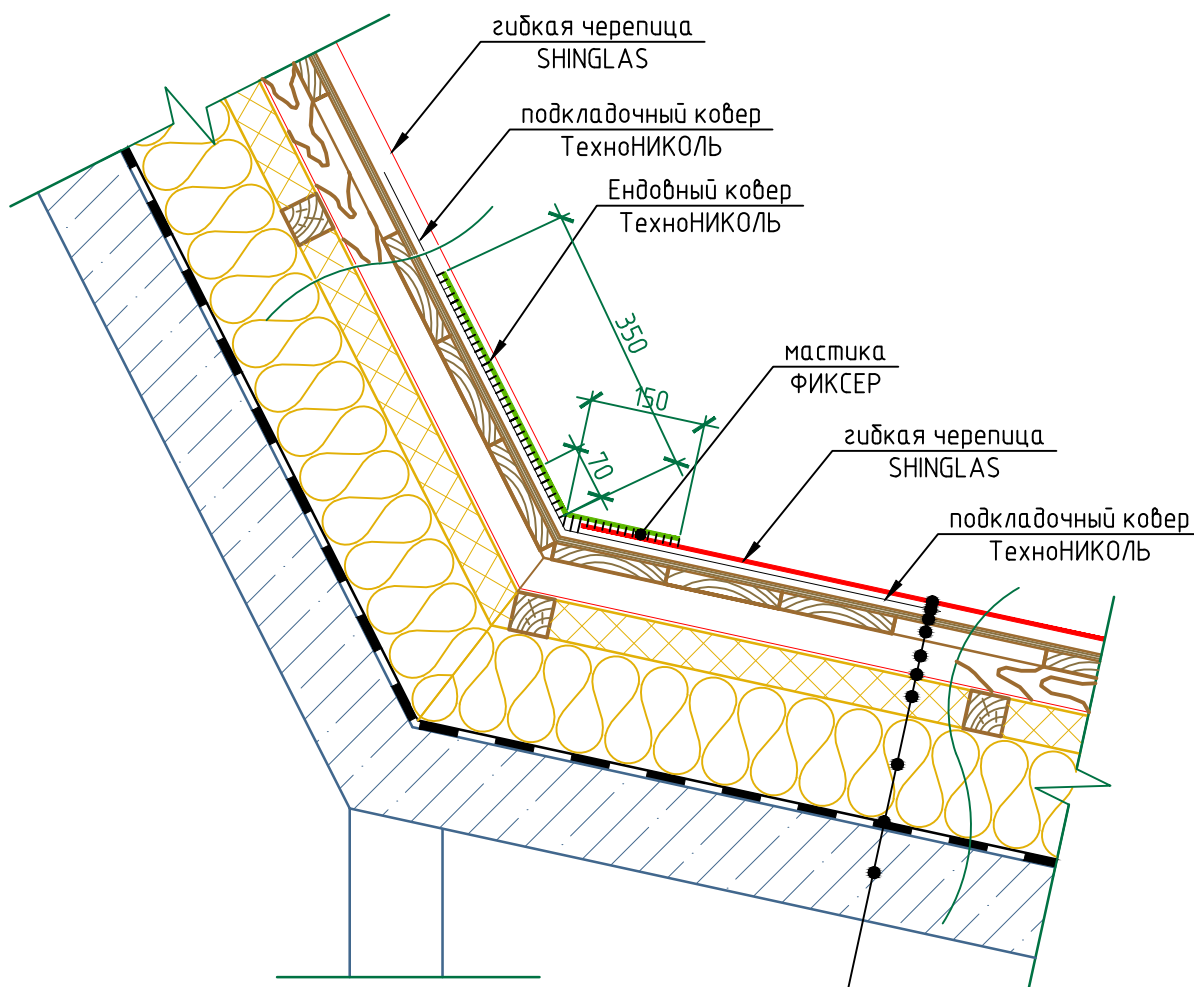 гибкая черепица
SHINGLAS
подкладочный ковер
ТехноНИКОЛЬ
Ендовный ковер
ТехноНИКОЛЬ
350
мастика
ФИКСЕР
150
70
гибкая черепица
SHINGLAS
подкладочный ковер
ТехноНИКОЛЬ